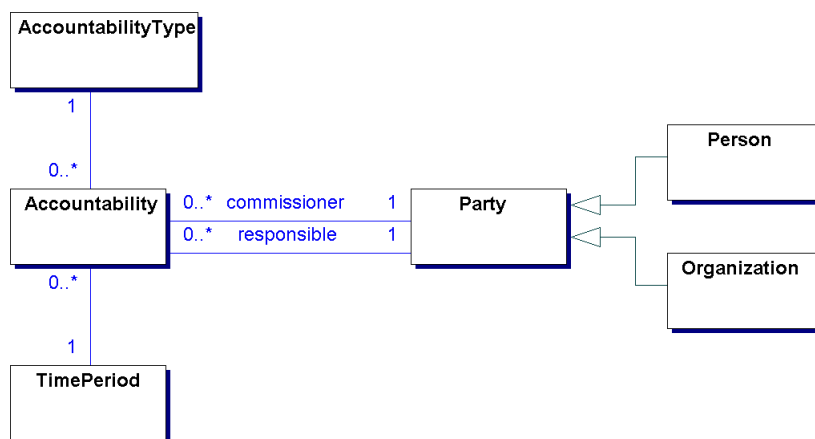 AccountabilityType
1
0..*
Accountability
0..* commissioner 1
0..* responsible 1
Party
Person
Organization
0..*
1
TimePeriod